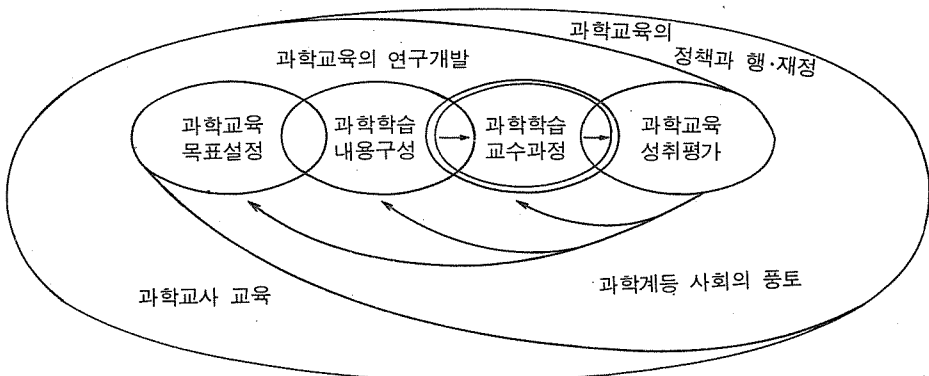 과학교육의
정책과 행·재정
과학교육의 연구개발
과학교육
목표설정
과학학습
내용구성
과학학습
교수과정
과학교육
성취평가
과학계등 사회의 풍토
과학교사 교육